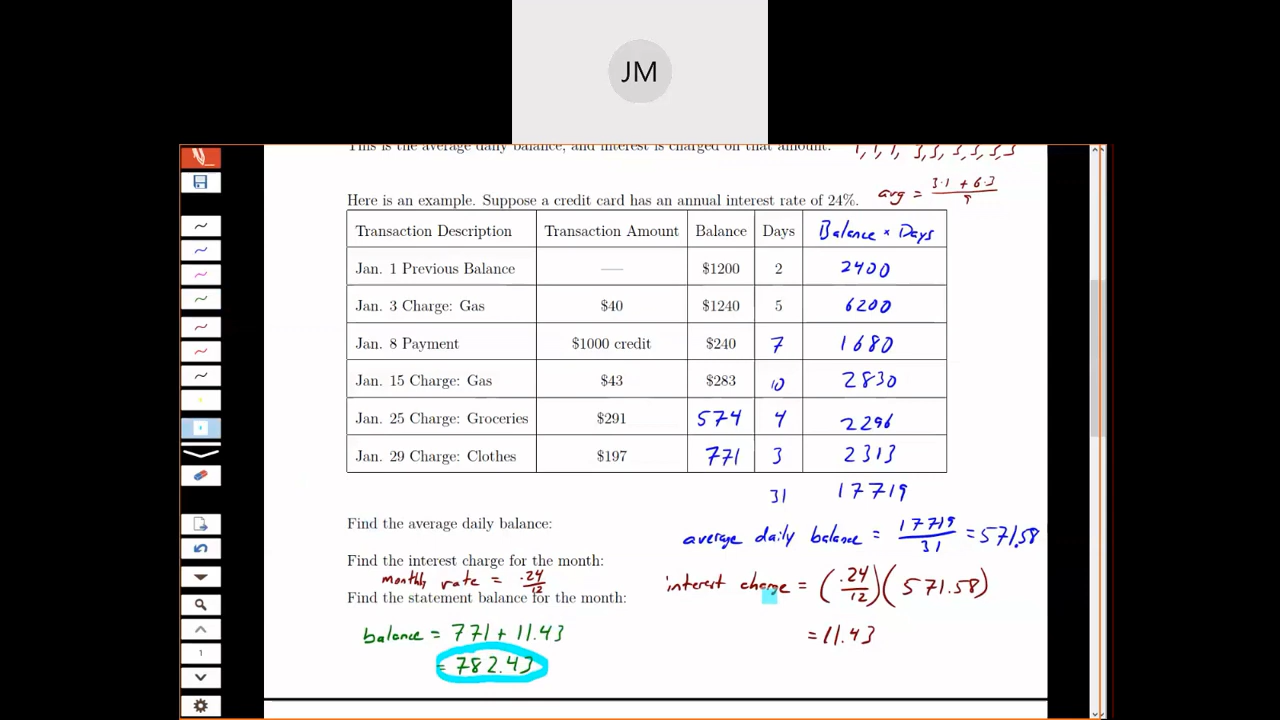 JM
This is the average daily balance, and interest is charged on that amount. 1, 1, 1, 3, 3, 3, 3, 3, 3
Here is an example. Suppose a credit card has an annual interest rate of 24%. avg = 3·1 + 6·3 / 9
Transaction Description Transaction Amount Balance Days Balance × Days
Jan. 1 Previous Balance — $1200 2 2400
Jan. 3 Charge: Gas $40 $1240 5 6200
Jan. 8 Payment $1000 credit $240 7 1680
Jan. 15 Charge: Gas $43 $283 10 2830
Jan. 25 Charge: Groceries $291 574 4 2296
Jan. 29 Charge: Clothes $197 771 3 2313
31 17719
Find the average daily balance:
average daily balance = 17719 / 31 = 571.58
Find the interest charge for the month:
monthly rate = .24 / 12
interest charge = (.24 / 12)(571.58)
Find the statement balance for the month:
balance = 771 + 11.43
= 11.43
= 782.43
1